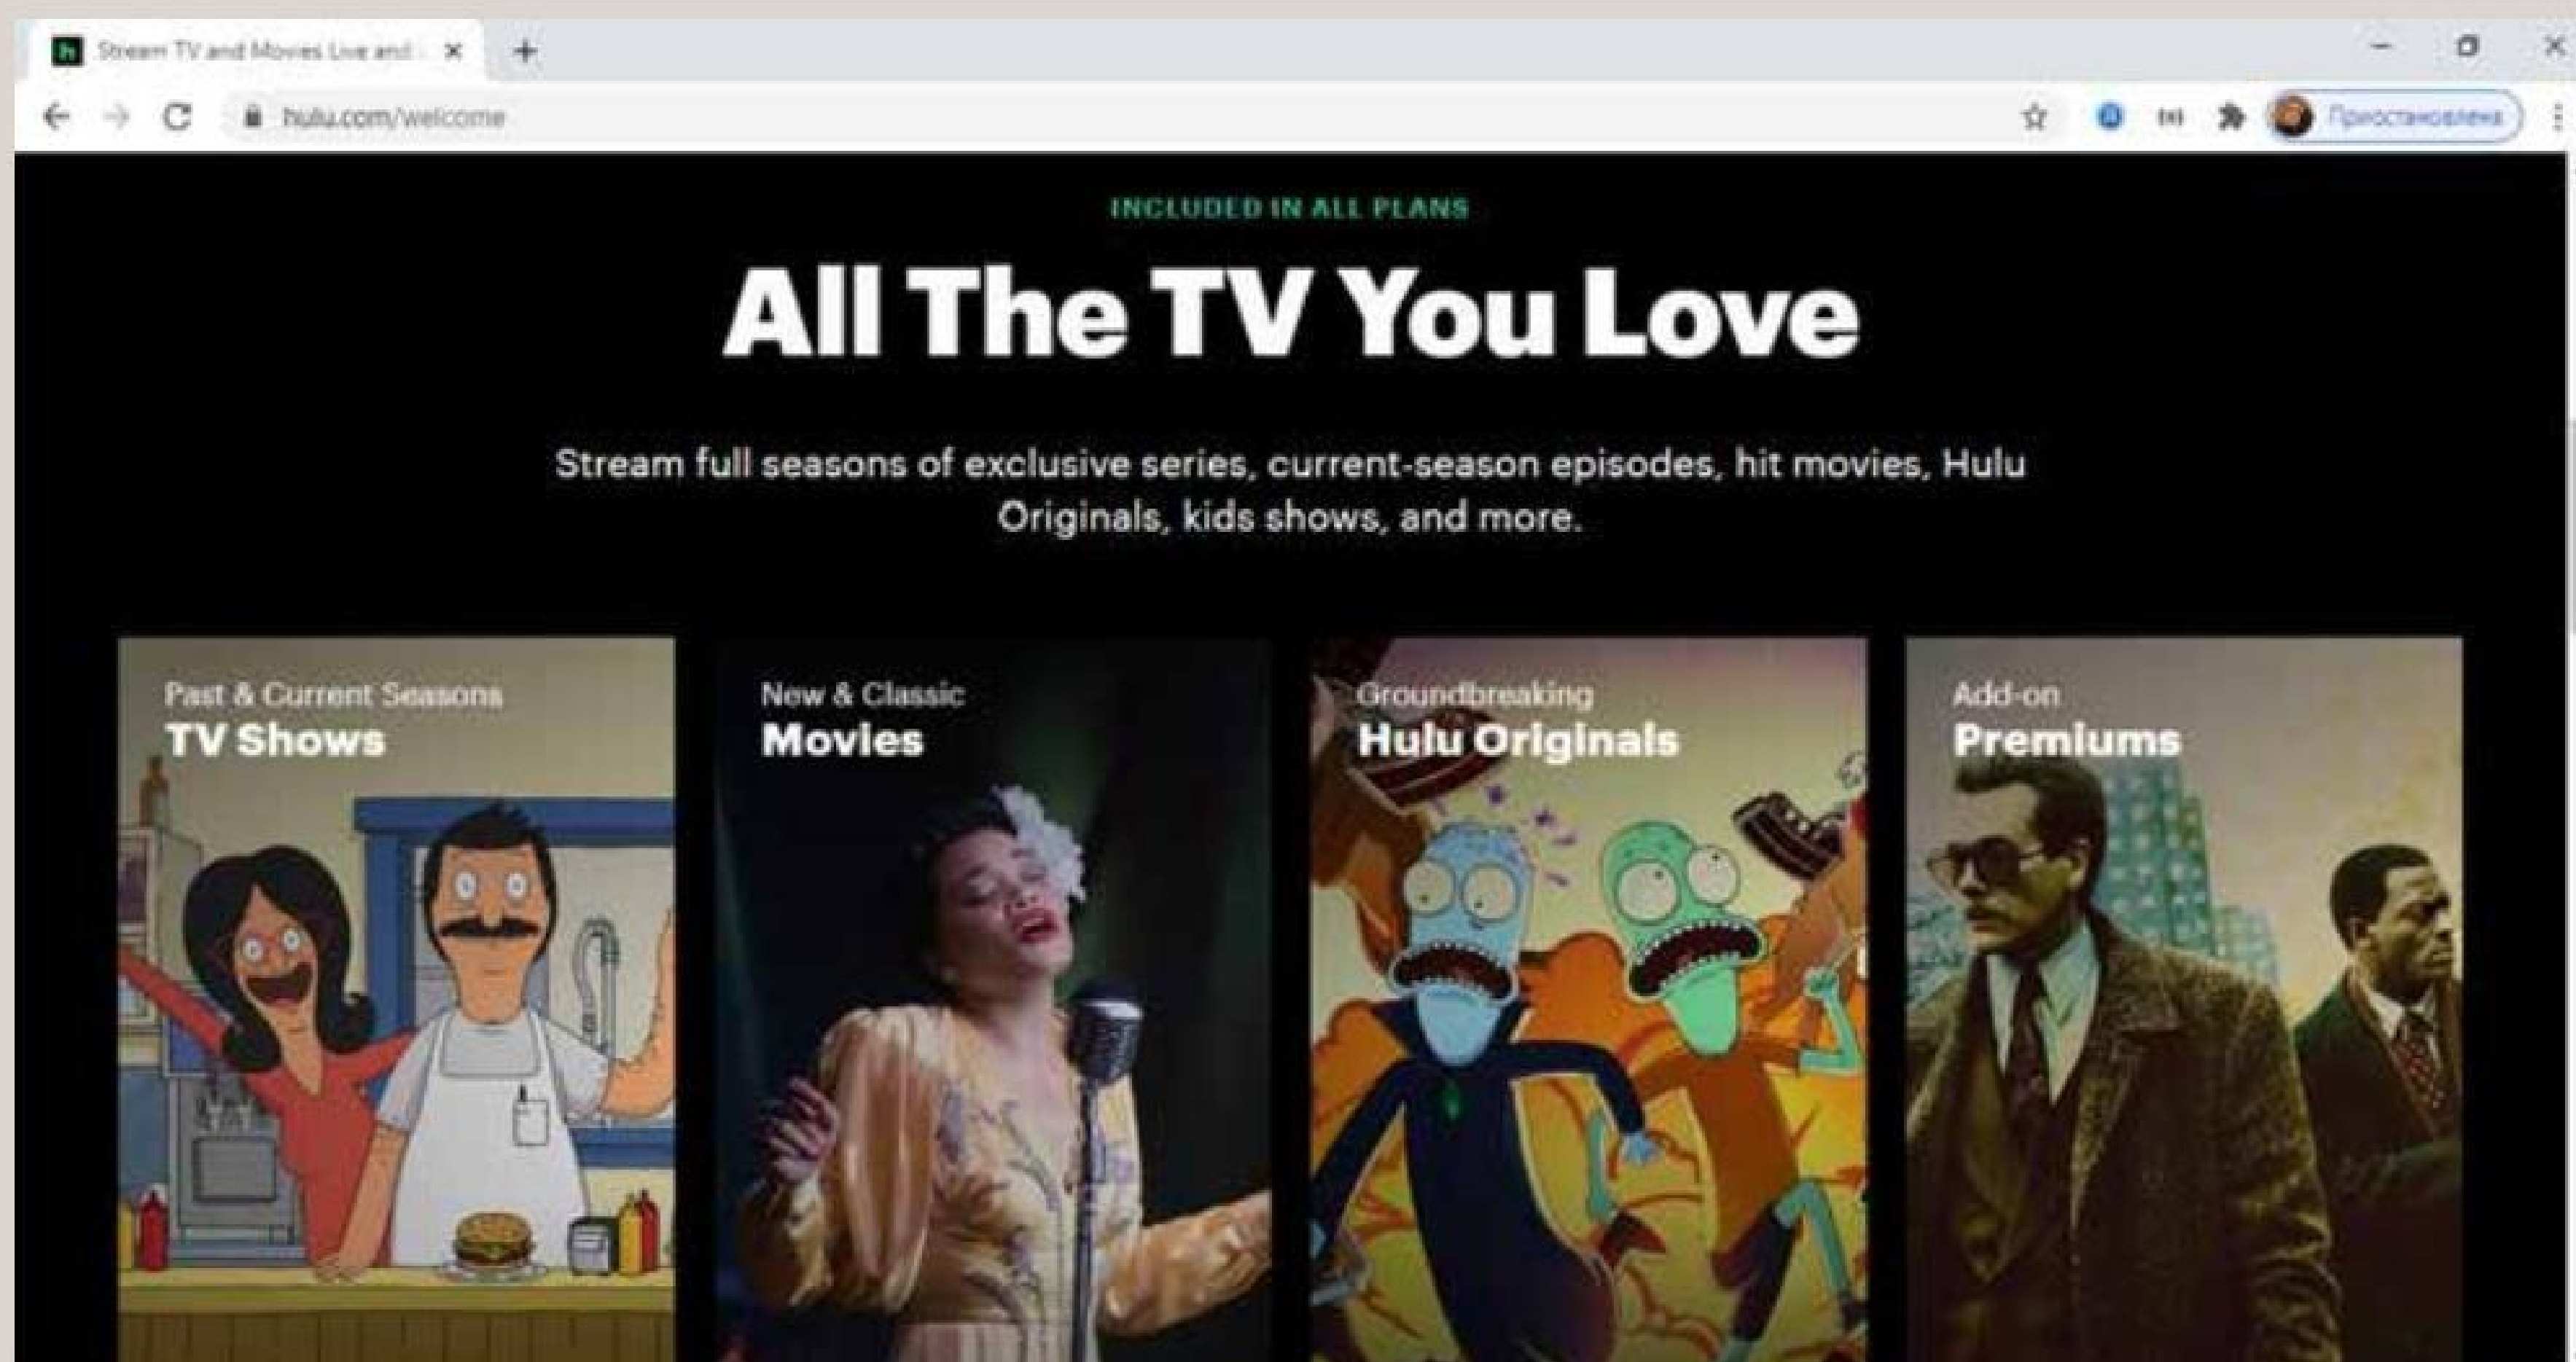 Stream TV and Movies Live and
hulu.com/welcome
Приостановлена
INCLUDED IN ALL PLANS
All The TV You Love
Stream full seasons of exclusive series, current-season episodes, hit movies, Hulu
Originals, kids shows, and more.
Past & Current Seasons
TV Shows
New & Classic
Movies
Groundbreaking
Hulu Originals
Add-on
Premiums